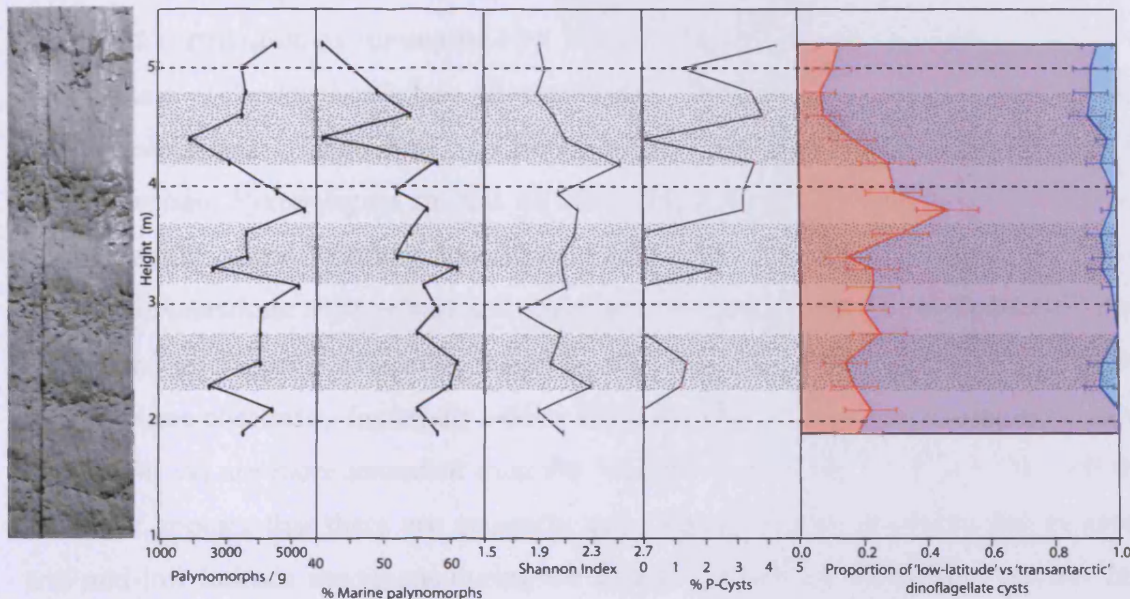 5
4
3
2
Height (m)
1000 3000 5000 40 50 60 1.5 1.9 2.3 2.7 0 1 2 3 4 5 0.0 0.2 0.4 0.6 0.8 1.0
Palynomorphs / g
% Marine palynomorphs
Shannon Index
% P-Cysts
Proportion of 'low-latitude' vs 'transantarctic'
dinoflagellate cysts